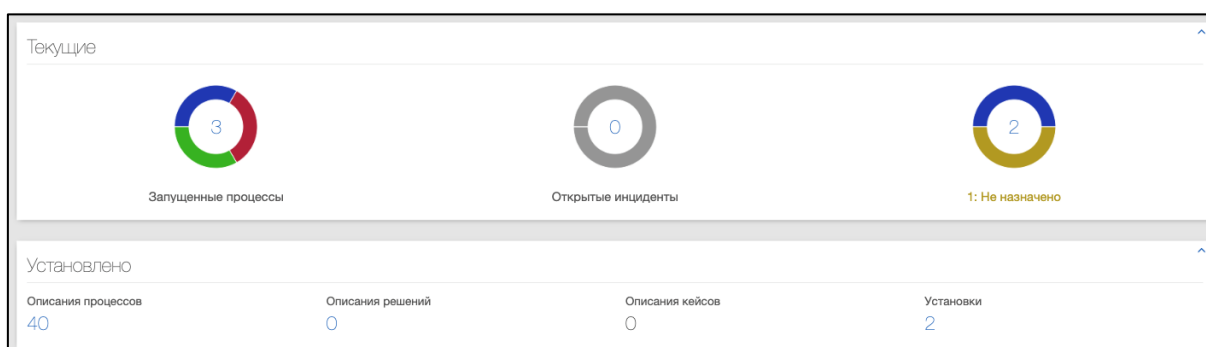 Текущие
3
0
2
Запущенные процессы
Открытые инциденты
1: Не назначено
Установлено
Описания процессов
Описания решений
Описания кейсов
Установки
40
0
0
2